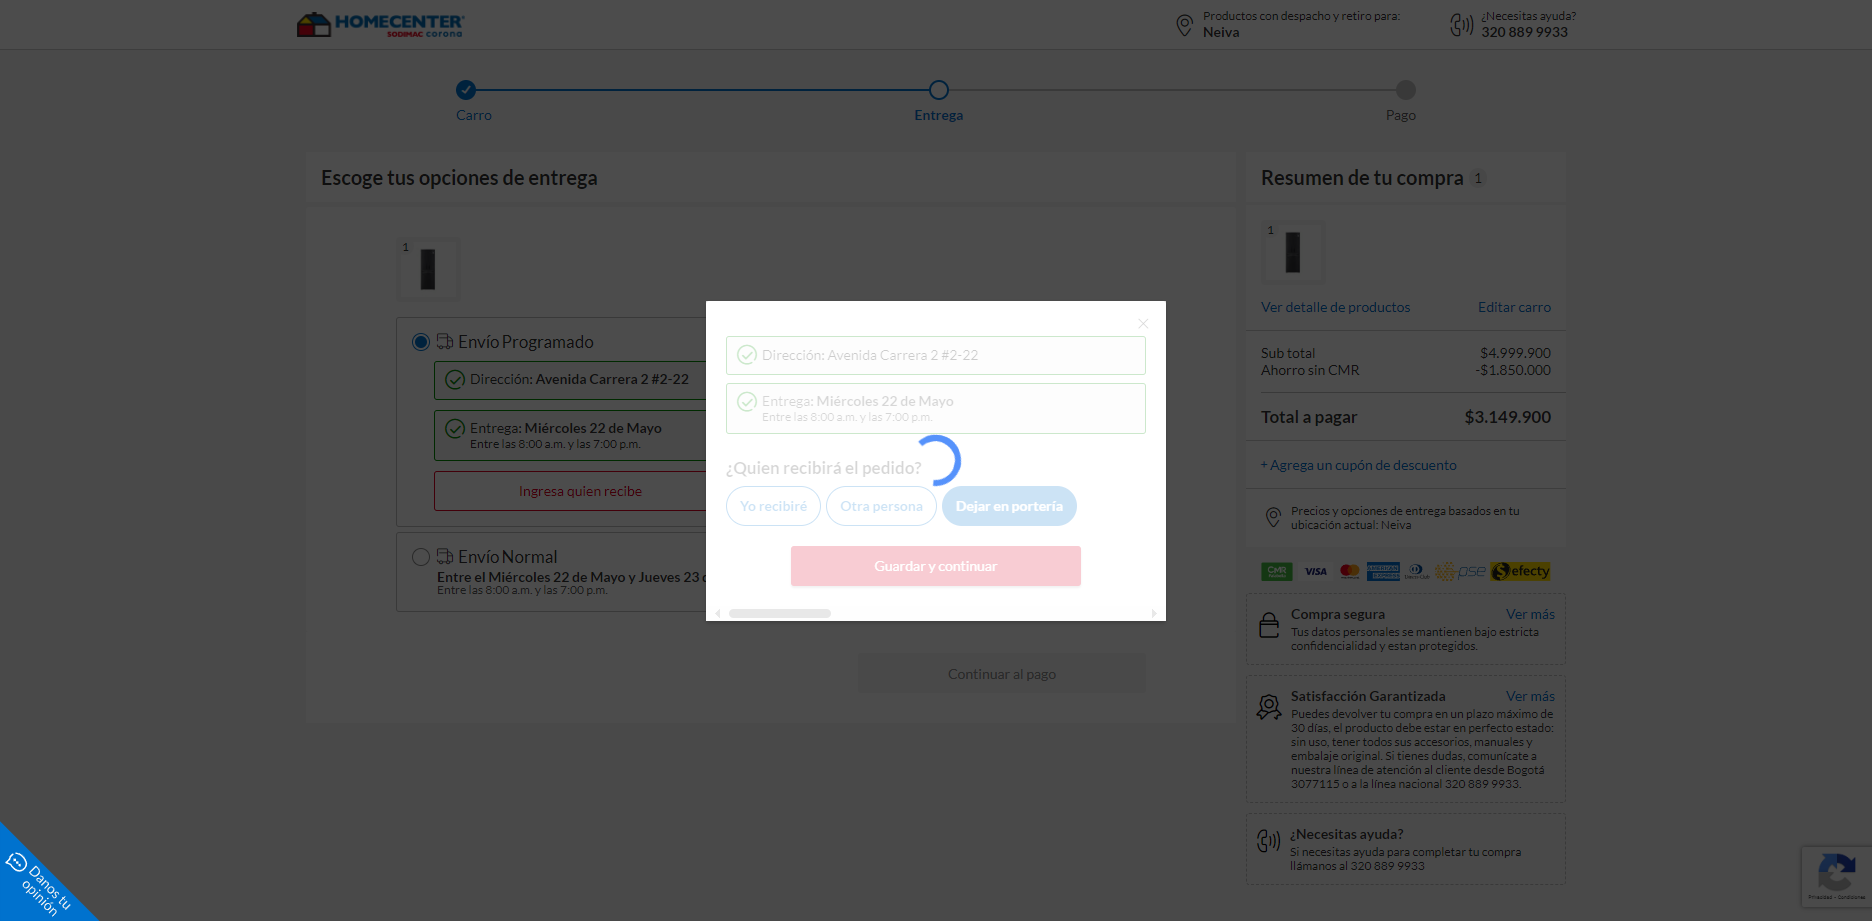 HOMECENTER
SODIMAC corona
Productos con despacho y retiro para:
Neiva
¿Necesitas ayuda?
320 889 9933
Carro
Entrega
Pago
Escoge tus opciones de entrega
1
Envío Programado
Dirección: Avenida Carrera 2 #2-22
Entrega: Miércoles 22 de Mayo
Entre las 8:00 a.m. y las 7:00 p.m.
Ingresa quien recibe
Envío Normal
Entre el Miércoles 22 de Mayo y Jueves 23 d
Entre las 8:00 a.m. y las 7:00 p.m.
Continuar al pago
Dirección: Avenida Carrera 2 #2-22
Entrega: Miércoles 22 de Mayo
Entre las 8:00 a.m. y las 7:00 p.m.
¿Quien recibirá el pedido?
Yo recibiré
Otra persona
Dejar en portería
Guardar y continuar
Resumen de tu compra 1
1
Ver detalle de productos
Editar carro
Sub total $4.999.900
Ahorro sin CMR -$1.850.000
Total a pagar $3.149.900
+ Agrega un cupón de descuento
Precios y opciones de entrega basados en tu
ubicación actual: Neiva
CMR VISA pse efecty
Compra segura Ver más
Tus datos personales se mantienen bajo estricta
confidencialidad y estan protegidos.
Satisfacción Garantizada Ver más
Puedes devolver tu compra en un plazo máximo de
30 días, el producto debe estar en perfecto estado:
sin uso, tener todos sus accesorios, manuales y
embalaje original. Si tienes dudas, comunícate a
nuestra línea de atención al cliente desde Bogotá
3077115 o a la línea nacional 320 889 9933.
¿Necesitas ayuda?
Si necesitas ayuda para completar tu compra
llámanos al 320 889 9933
Danos tu
opinión
Privacidad - Condiciones